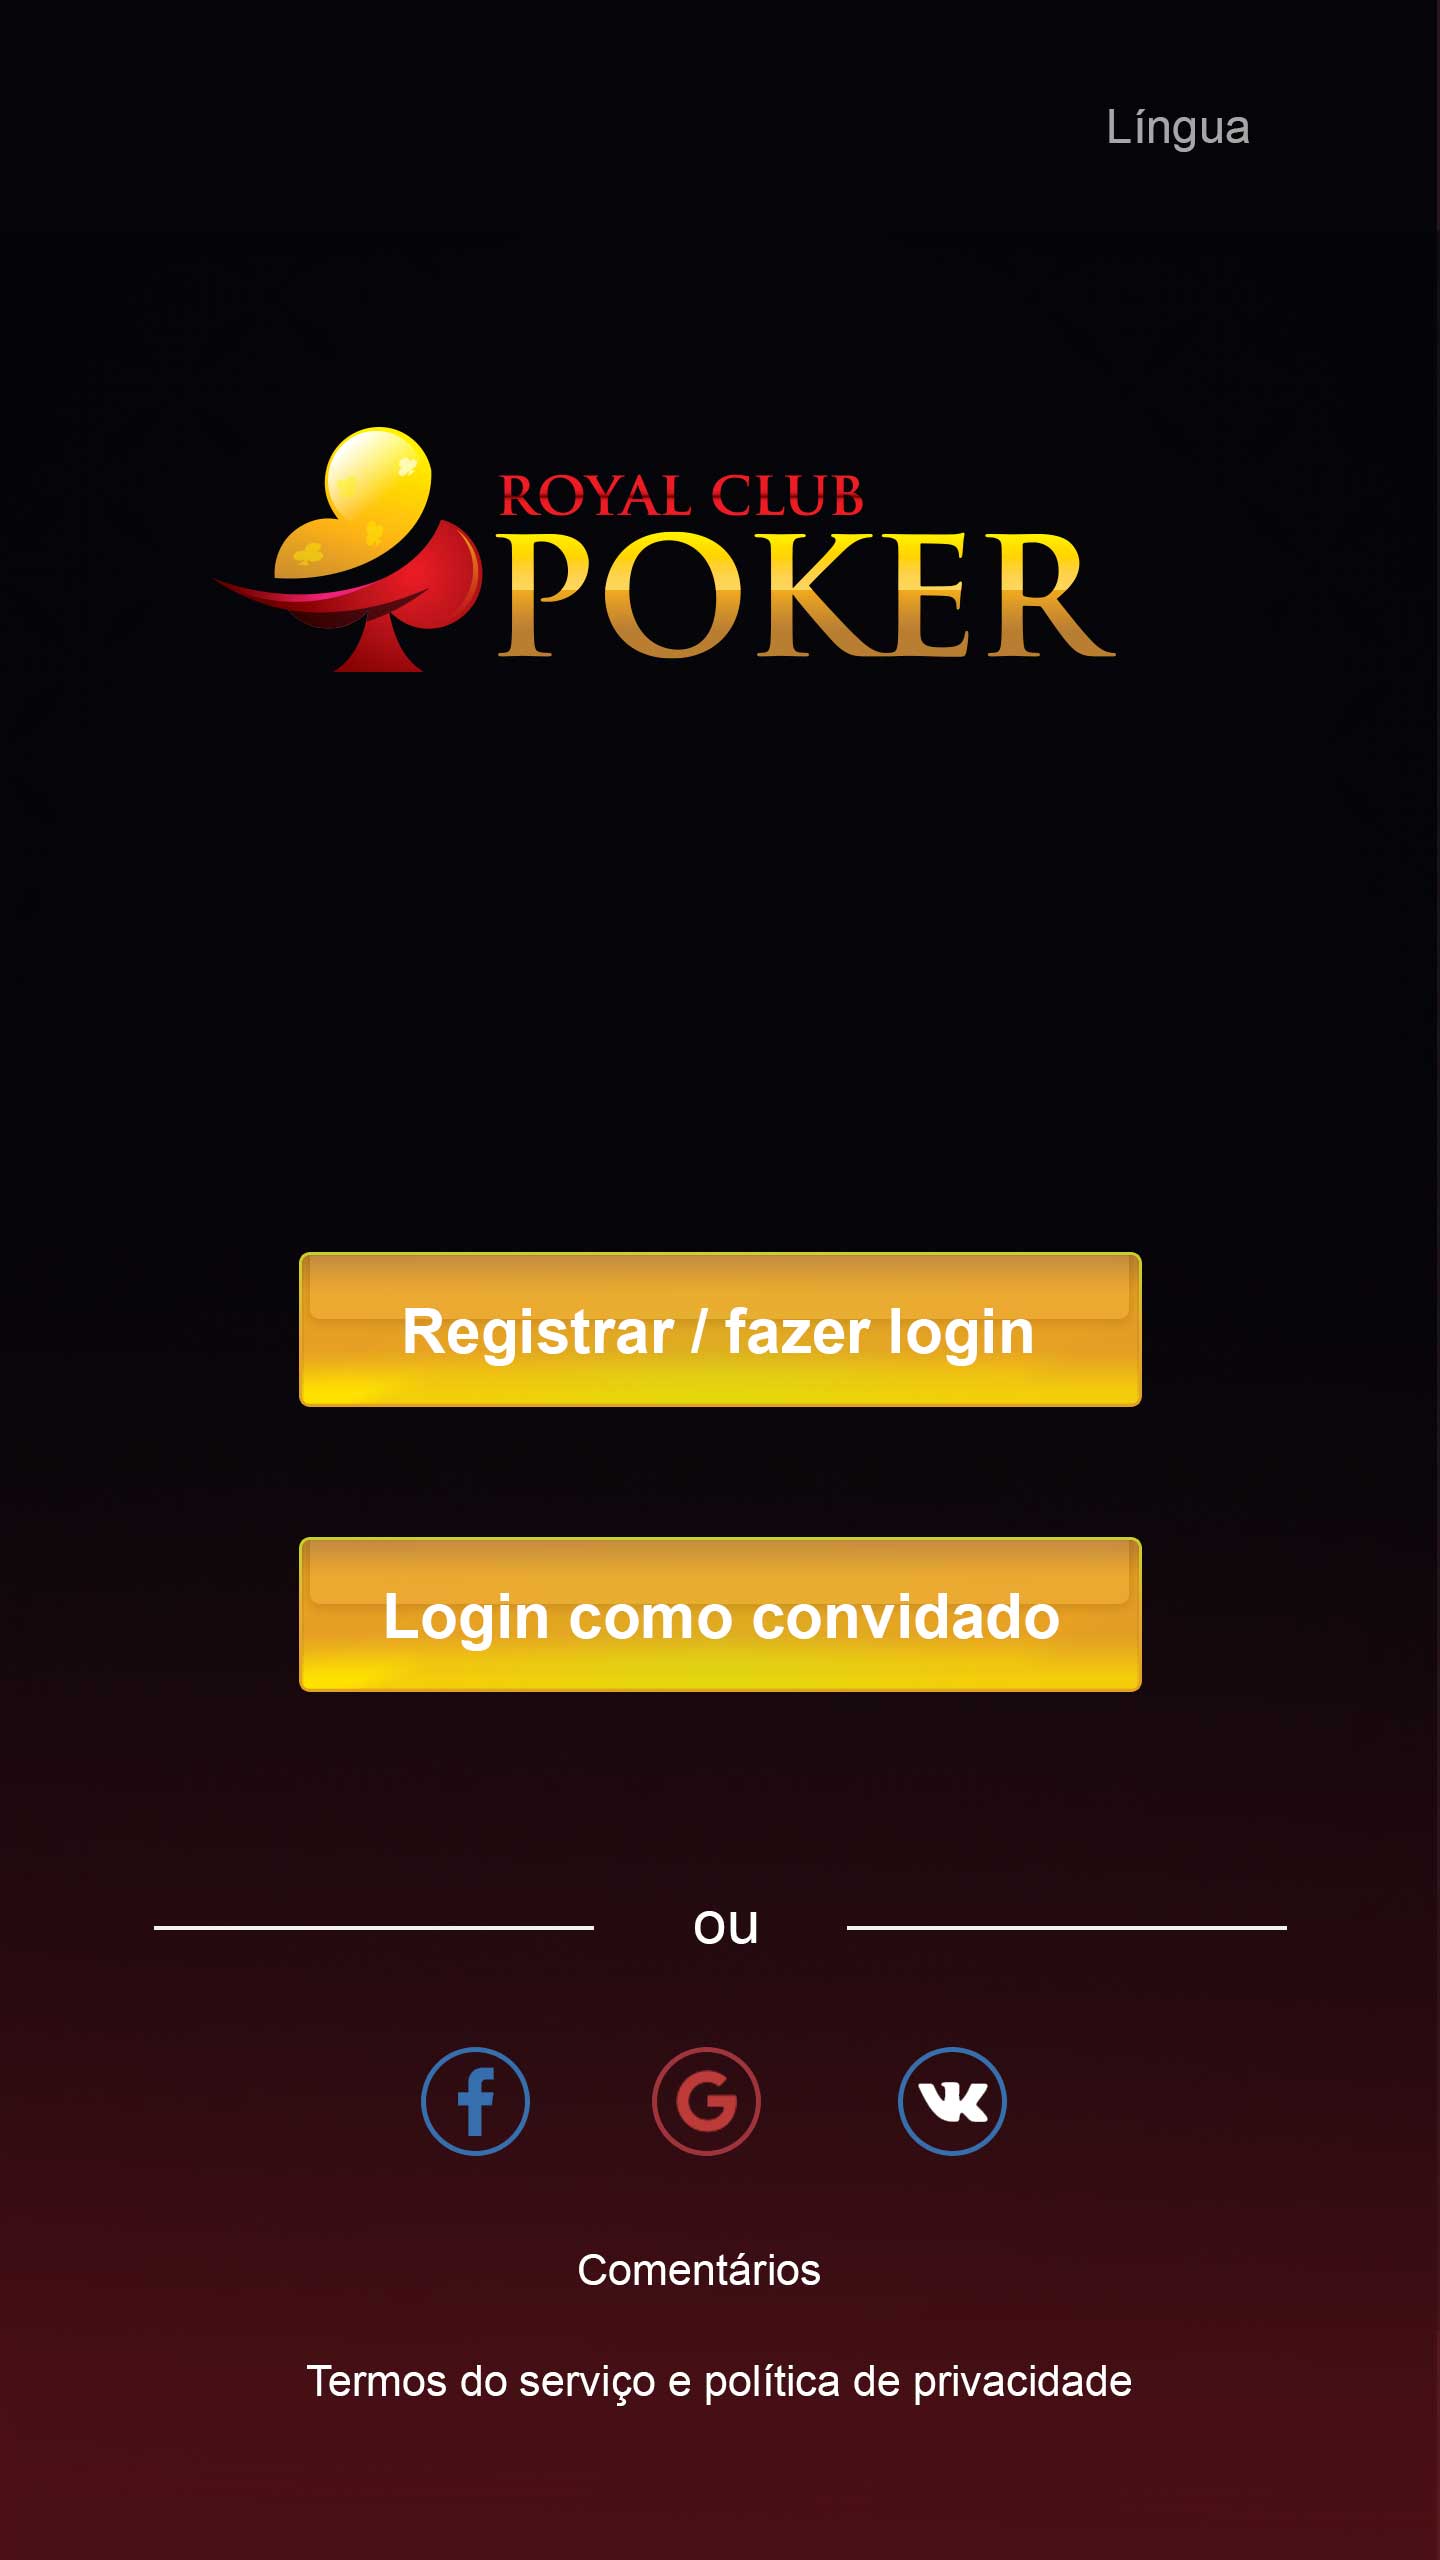 Língua
ROYAL CLUB
POKER
Registrar / fazer login
Login como convidado
ou
Comentários
Termos do serviço e política de privacidade